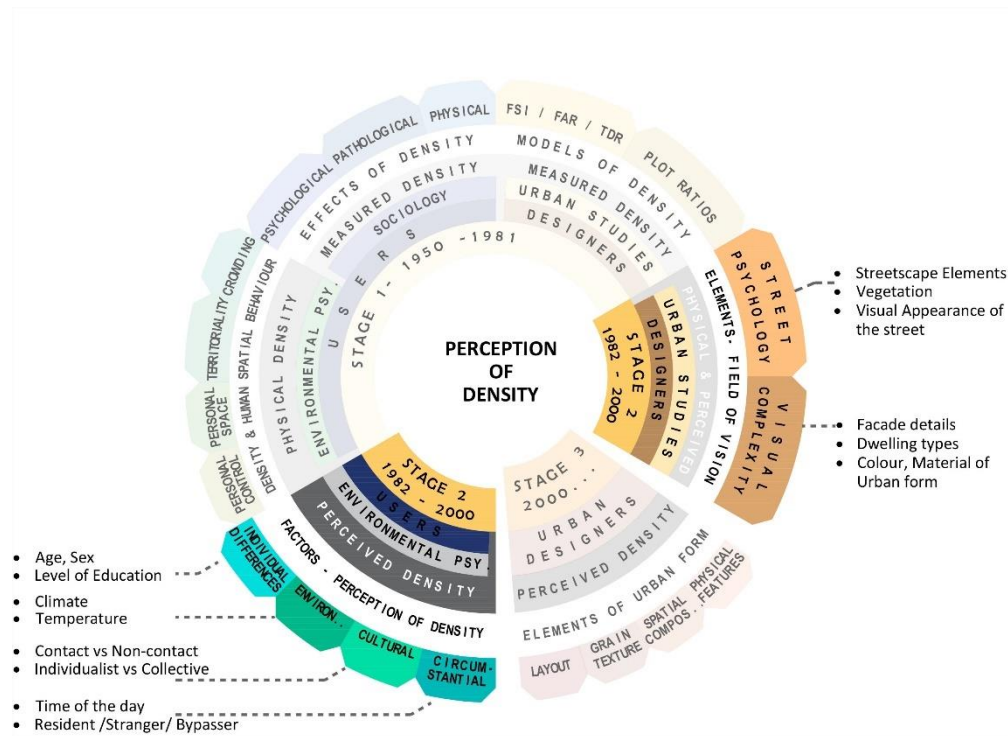 PHYSICAL
PATHOLOGICAL
PSYCHOLOGICAL
EFFECTS OF DENSITY
MEASURED DENSITY
SOCIOLOGY
USERS
STAGE 1- 1950 -1981
FSI / FAR / TDR
PLOT RATIOS
MODELS OF DENSITY
MEASURED DENSITY
URBAN STUDIES
DESIGNERS
CROWDING
TERRITORIALITY
PERSONAL
SPACE
PERSONAL
CONTROL
DENSITY & HUMAN SPATIAL BEHAVIOUR
PHYSICAL DENSITY
ENVIRONMENTAL PSY.
PERCEPTION
OF
DENSITY
STREET
PSYCHOLOGY
VISUAL
COMPLEXITY
ELEMENTS- FIELD OF VISION
PHYSICAL & PERCEIVED
URBAN STUDIES
DESIGNERS
STAGE 2
1982 - 2000
• Streetscape Elements
• Vegetation
• Visual Appearance of
the street
• Facade details
• Dwelling types
• Colour, Material of
Urban form
STAGE 2
1982 - 2000
USERS
ENVIRONMENTAL PSY.
PERCEIVED DENSITY
FACTORS - PERCEPTION OF DENSITY
INDIVIDUAL
DIFFERENCES
ENVIRON..
CULTURAL
CIRCUM-
STANTIAL
STAGE 3
2000..
URBAN
DESIGNERS
PERCEIVED DENSITY
ELEMENTS OF URBAN FORM
LAYOUT
GRAIN
TEXTURE
SPATIAL
COMPOS..
PHYSICAL
FEATURES
• Age, Sex
• Level of Education
• Climate
• Temperature
• Contact vs Non-contact
• Individualist vs Collective
• Time of the day
• Resident /Stranger/ Bypasser